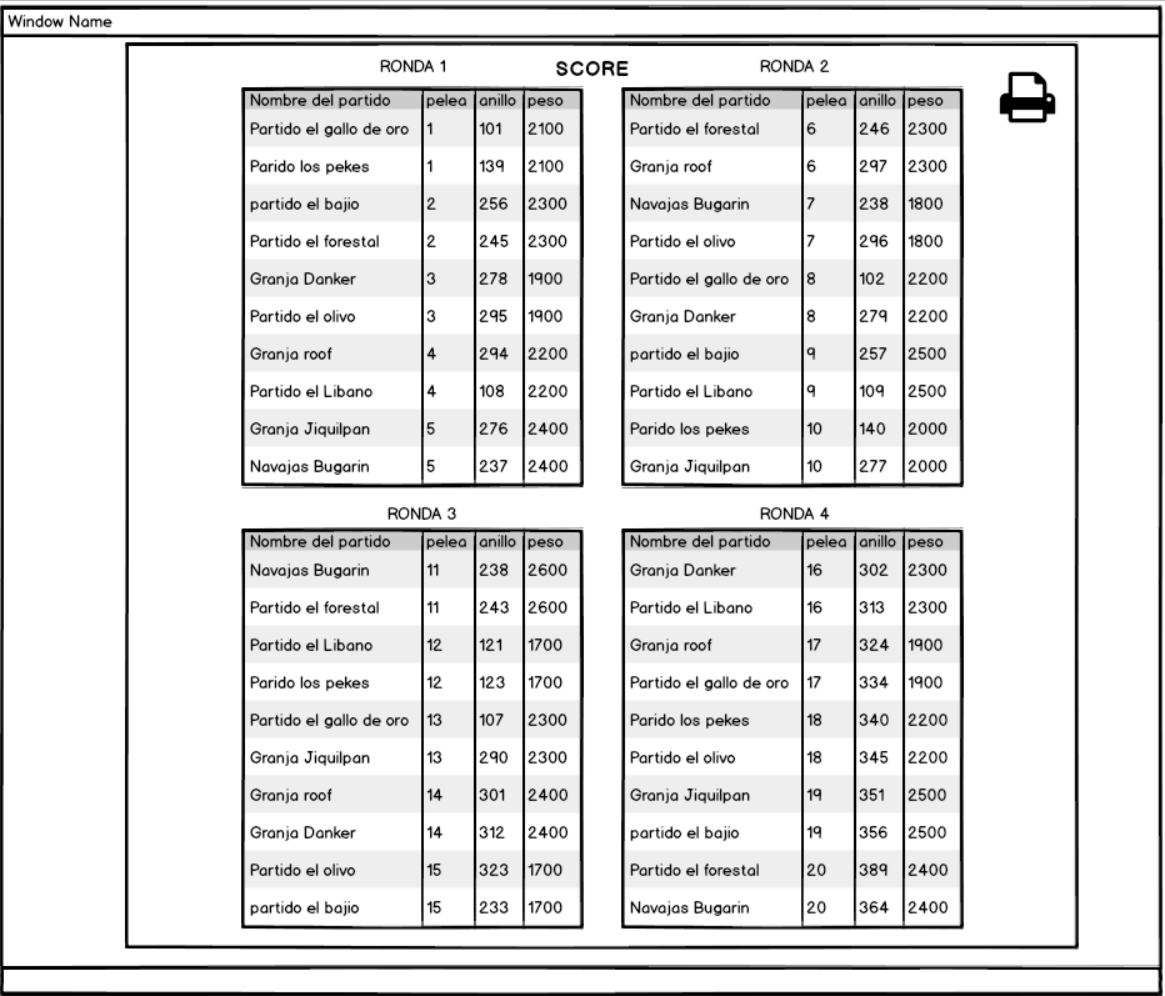 Window Name
SCORE
RONDA 1
Nombre del partido pelea anillo peso
Partido el gallo de oro 1 101 2100
Parido los pekes 1 139 2100
partido el bajio 2 256 2300
Partido el forestal 2 245 2300
Granja Danker 3 278 1900
Partido el olivo 3 295 1900
Granja roof 4 294 2200
Partido el Libano 4 108 2200
Granja Jiquilpan 5 276 2400
Navajas Bugarin 5 237 2400
RONDA 2
Nombre del partido pelea anillo peso
Partido el forestal 6 246 2300
Granja roof 6 297 2300
Navajas Bugarin 7 238 1800
Partido el olivo 7 296 1800
Partido el gallo de oro 8 102 2200
Granja Danker 8 279 2200
partido el bajio 9 257 2500
Partido el Libano 9 109 2500
Parido los pekes 10 140 2000
Granja Jiquilpan 10 277 2000
RONDA 3
Nombre del partido pelea anillo peso
Navajas Bugarin 11 238 2600
Partido el forestal 11 243 2600
Partido el Libano 12 121 1700
Parido los pekes 12 123 1700
Partido el gallo de oro 13 107 2300
Granja Jiquilpan 13 290 2300
Granja roof 14 301 2400
Granja Danker 14 312 2400
Partido el olivo 15 323 1700
partido el bajio 15 233 1700
RONDA 4
Nombre del partido pelea anillo peso
Granja Danker 16 302 2300
Partido el Libano 16 313 2300
Granja roof 17 324 1900
Partido el gallo de oro 17 334 1900
Parido los pekes 18 340 2200
Partido el olivo 18 345 2200
Granja Jiquilpan 19 351 2500
partido el bajio 19 356 2500
Partido el forestal 20 389 2400
Navajas Bugarin 20 364 2400